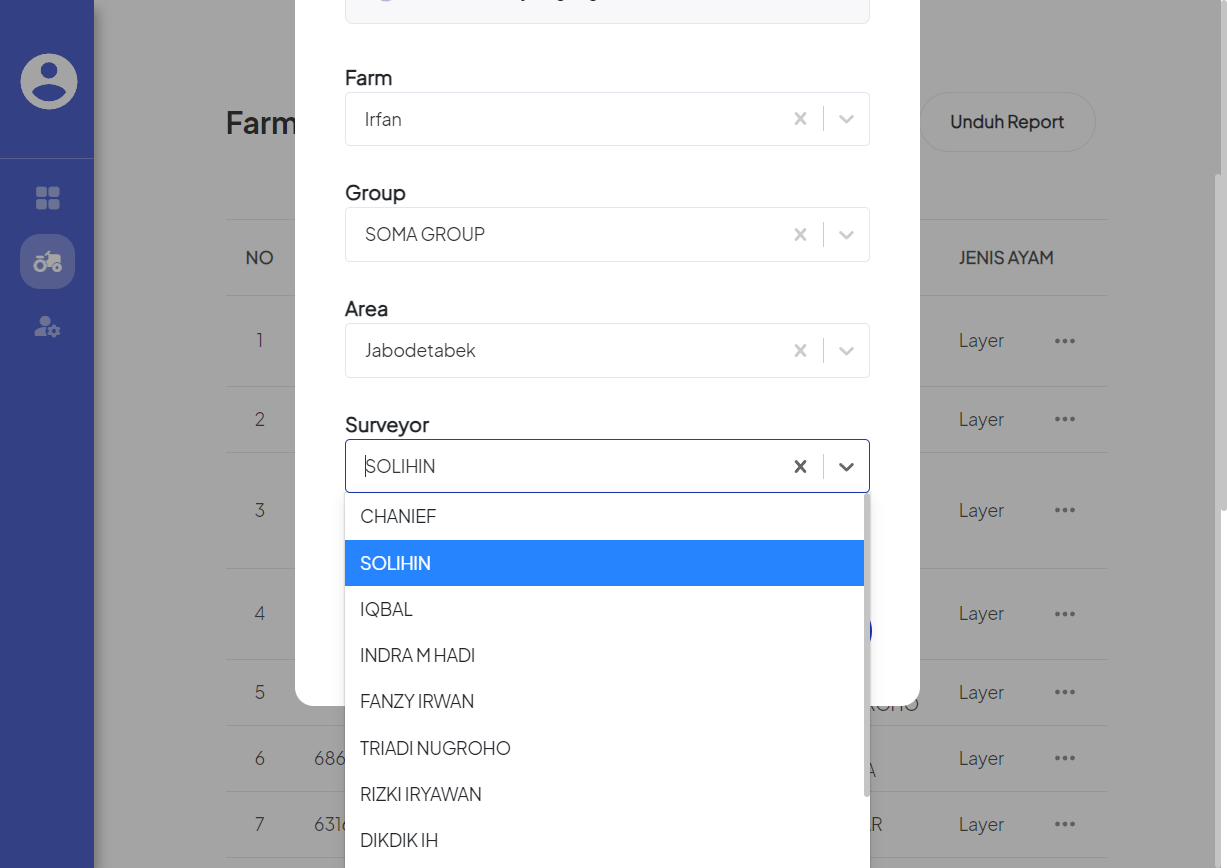 Farm
Irfan
Farm
Unduh Report
Group
SOMA GROUP
NO
JENIS AYAM
Area
1
Layer
Jabodetabek
2
Layer
Surveyor
SOLIHIN
3
Layer
CHANIEF
SOLIHIN
IQBAL
4
Layer
INDRA M HADI
5
Layer
FANZY IRWAN
TRIADI NUGROHO
6
686
Layer
RIZKI IRYAWAN
7
6316
Layer
DIKDIK IH